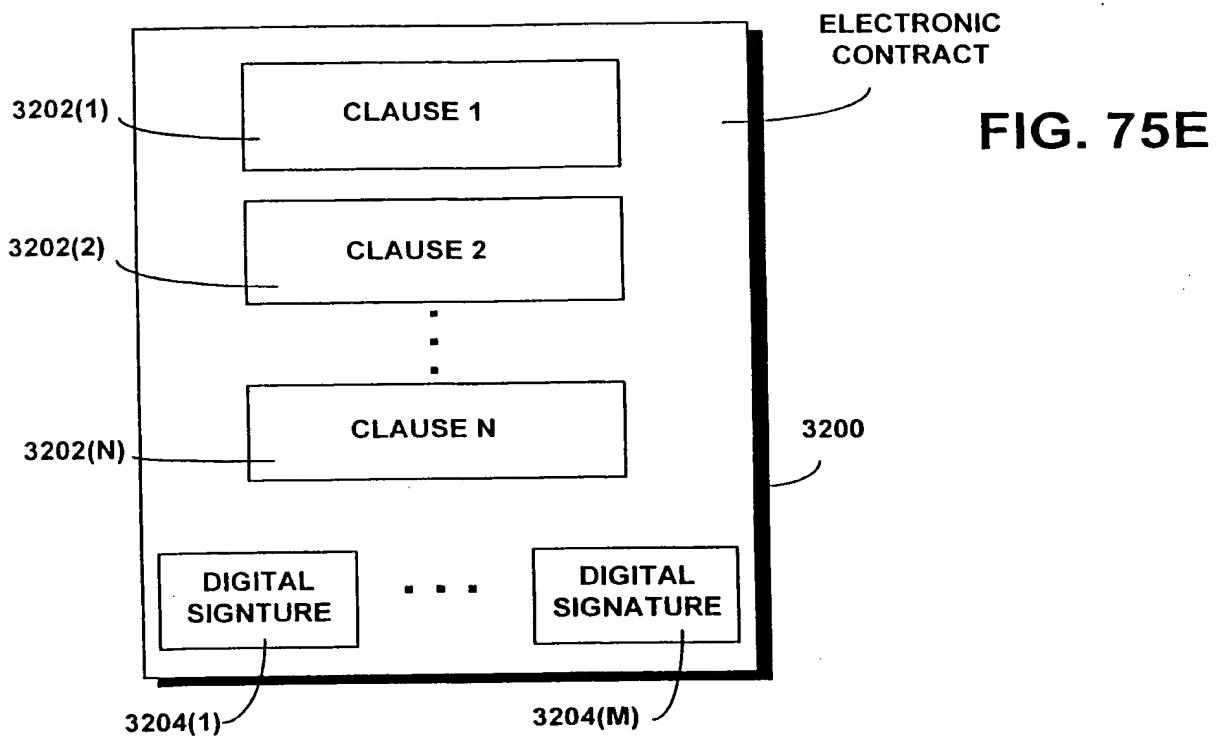 ELECTRONIC
CONTRACT
FIG. 75E
3202(1)
CLAUSE 1
3202(2)
CLAUSE 2
3202(N)
CLAUSE N
3200
DIGITAL
SIGNTURE
DIGITAL
SIGNATURE
3204(1)
3204(M)